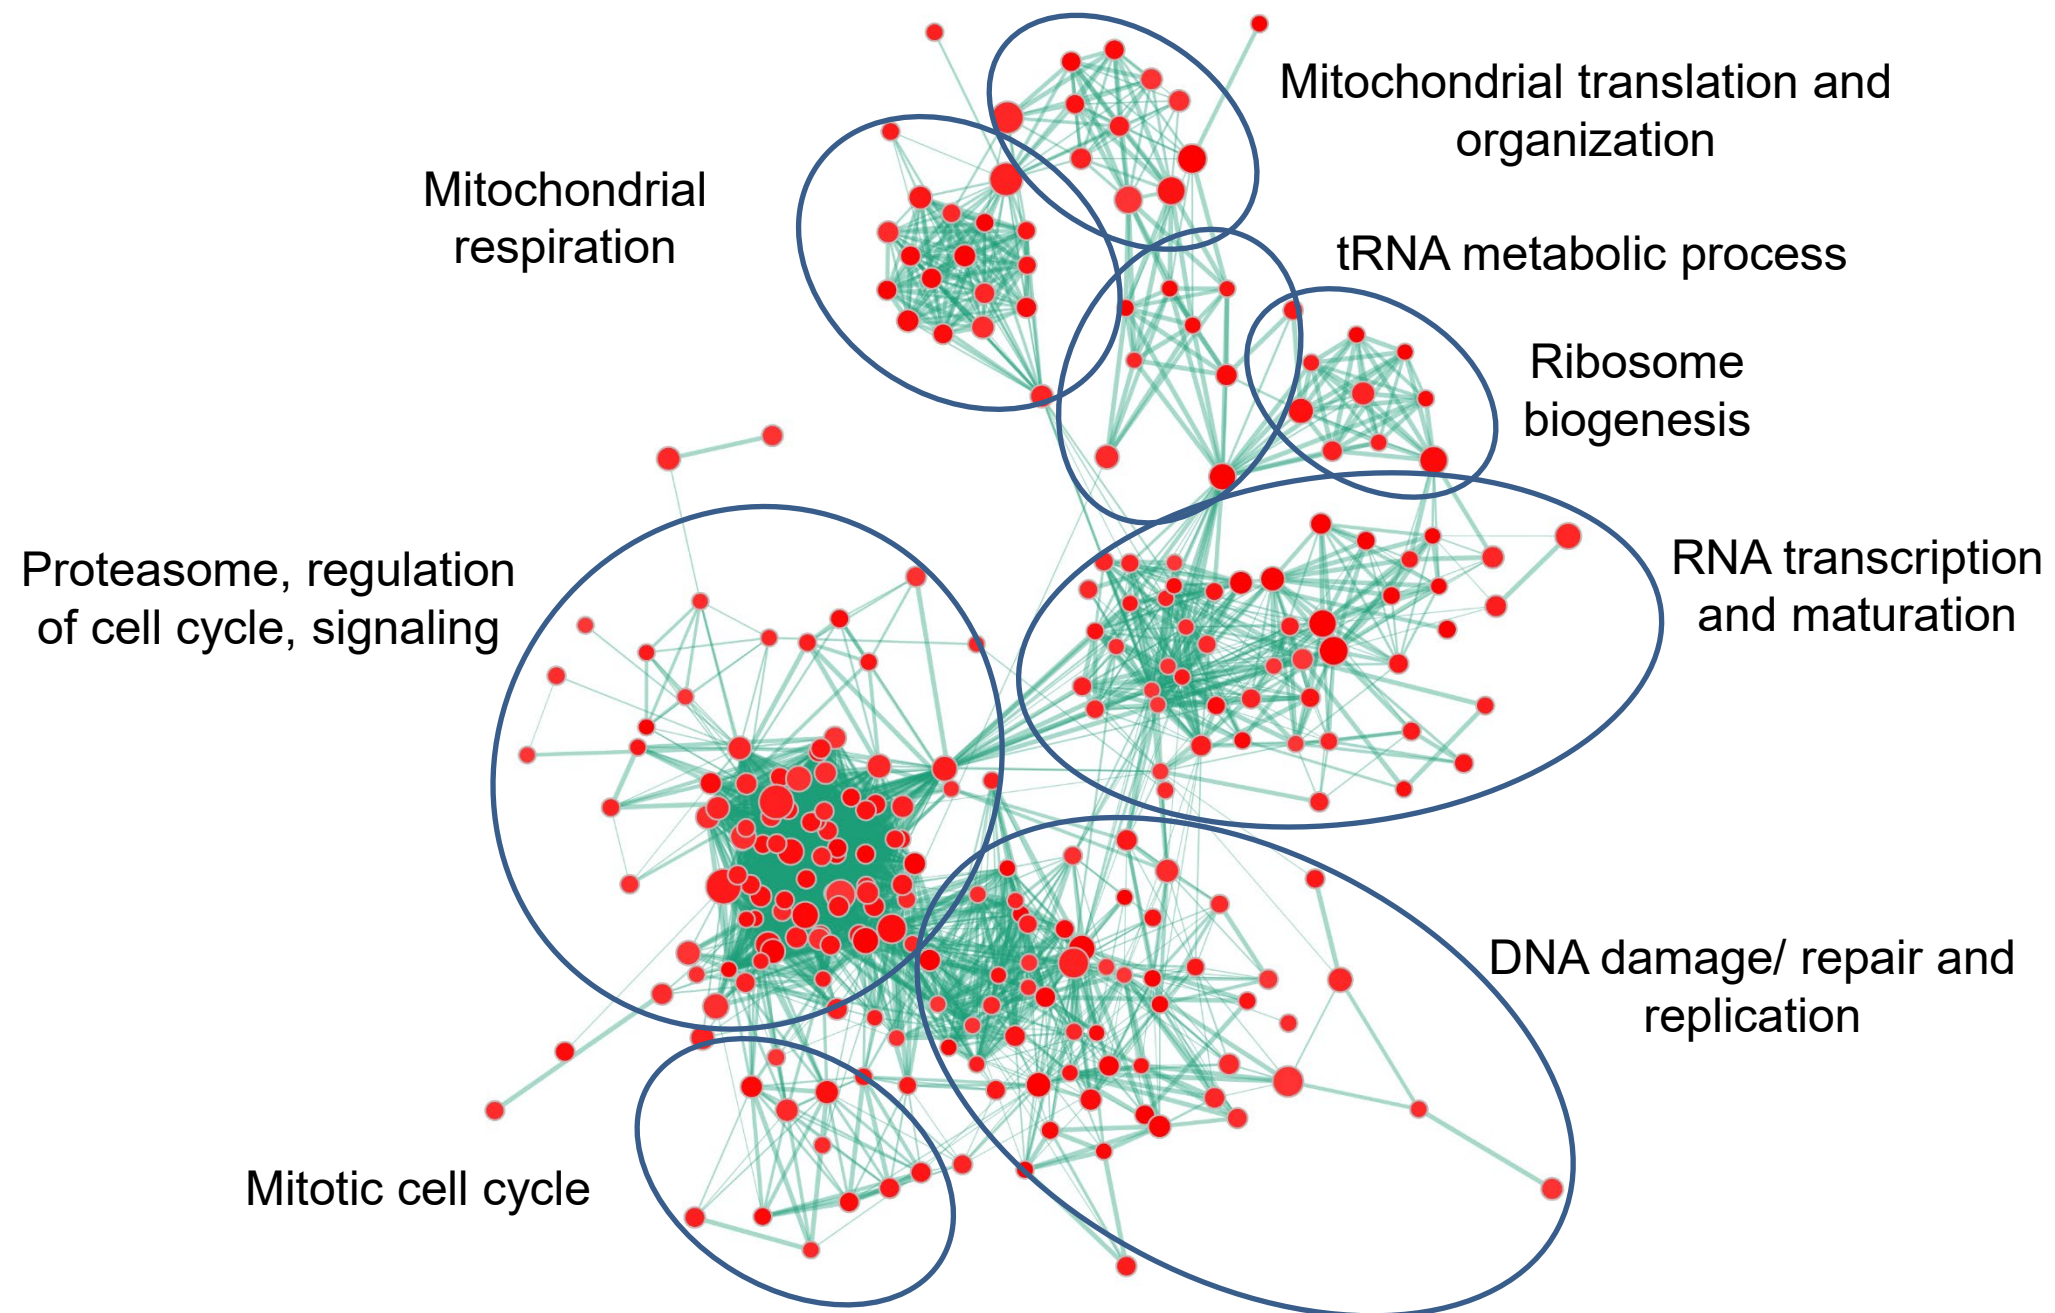 Mitochondrial translation and
organization
Mitochondrial
respiration
tRNA metabolic process
Ribosome
biogenesis
Proteasome, regulation
of cell cycle, signaling
RNA transcription
and maturation
DNA damage/ repair and
replication
Mitotic cell cycle